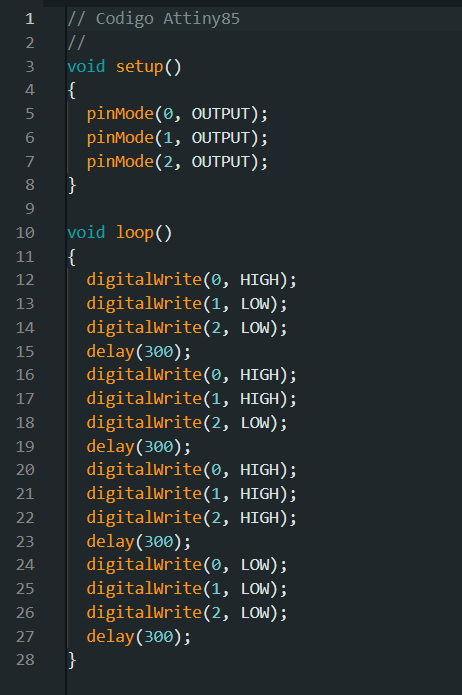 1 // Codigo Attiny85
2 //
3 void setup()
4 {
5   pinMode(0, OUTPUT);
6   pinMode(1, OUTPUT);
7   pinMode(2, OUTPUT);
8 }
9
10 void loop()
11 {
12   digitalWrite(0, HIGH);
13   digitalWrite(1, LOW);
14   digitalWrite(2, LOW);
15   delay(300);
16   digitalWrite(0, HIGH);
17   digitalWrite(1, HIGH);
18   digitalWrite(2, LOW);
19   delay(300);
20   digitalWrite(0, HIGH);
21   digitalWrite(1, HIGH);
22   digitalWrite(2, HIGH);
23   delay(300);
24   digitalWrite(0, LOW);
25   digitalWrite(1, LOW);
26   digitalWrite(2, LOW);
27   delay(300);
28 }